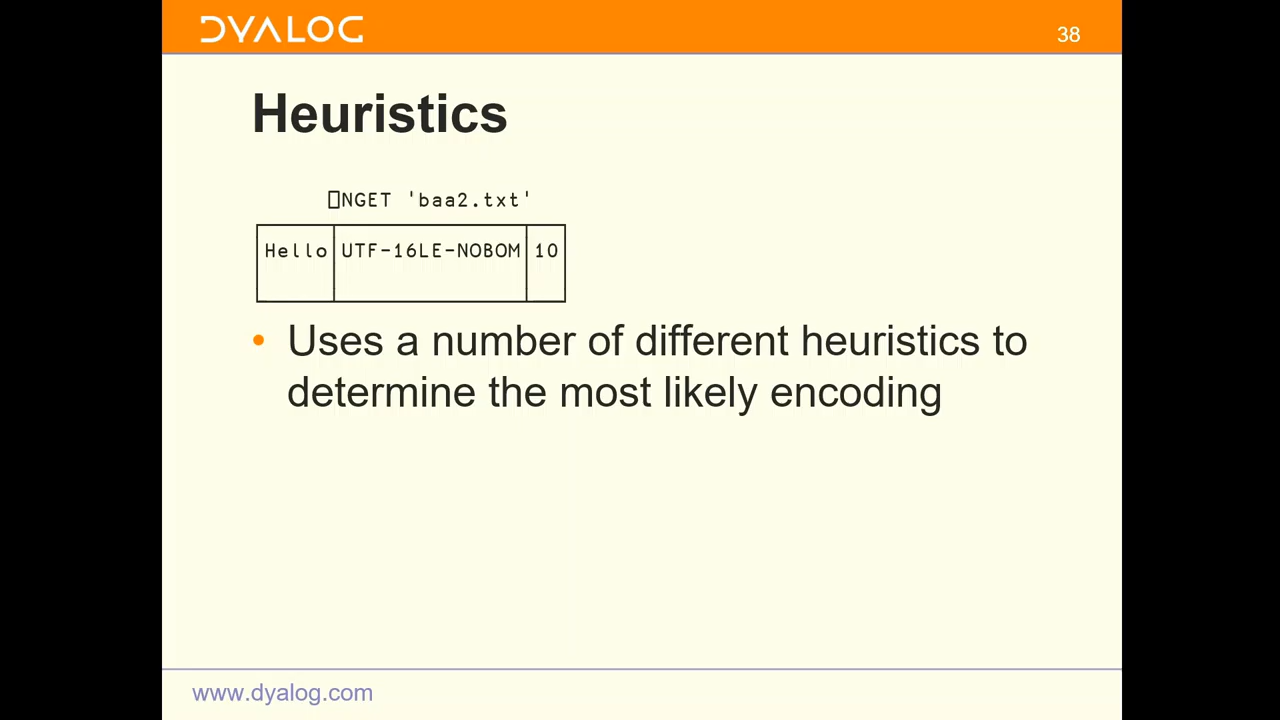 DYALOG
38
Heuristics
⎕NGET 'baa2.txt'
Hello UTF-16LE-NOBOM 10
• Uses a number of different heuristics to
determine the most likely encoding
www.dyalog.com